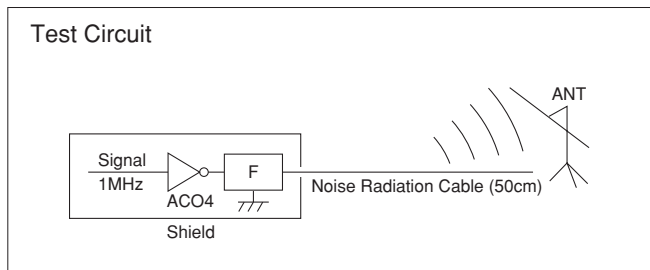 Test Circuit
ANT
Signal
1MHz
ACO4
F
Noise Radiation Cable (50cm)
Shield